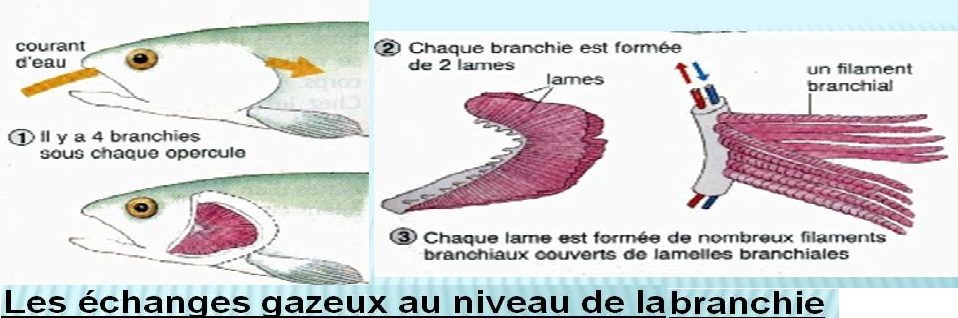 courant
d'eau
① Il y a 4 branchies
sous chaque opercule
② Chaque branchie est formée
de 2 lames
lames
un filament
branchial
③ Chaque lame est formée de nombreux filaments
branchiaux couverts de lamelles branchiales
Les échanges gazeux au niveau de la branchie